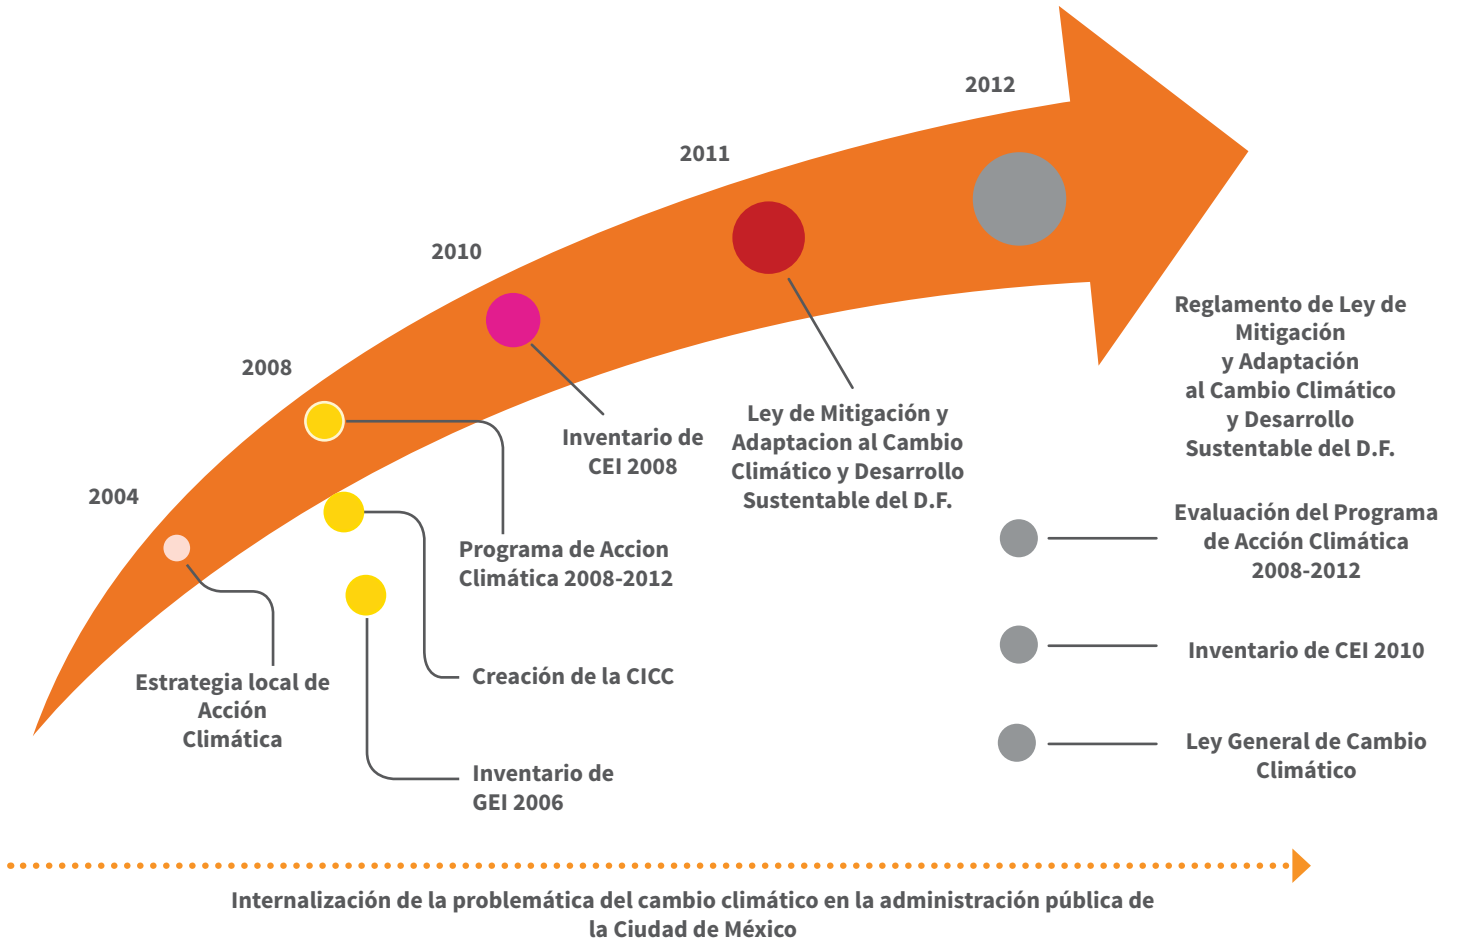 2004
Estrategia local de
Acción
Climática
2008
Programa de Accion
Climática 2008-2012
Creación de la CICC
Inventario de
GEI 2006
2010
Inventario de
CEI 2008
2011
Ley de Mitigación y
Adaptacion al Cambio
Climático y Desarrollo
Sustentable del D.F.
2012
Reglamento de Ley de
Mitigación
y Adaptación
al Cambio Climático
y Desarrollo
Sustentable del D.F.
Evaluación del Programa
de Acción Climática
2008-2012
Inventario de CEI 2010
Ley General de Cambio
Climático
Internalización de la problemática del cambio climático en la administración pública de
la Ciudad de México